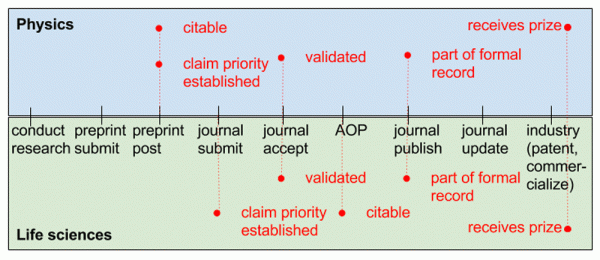 Physics
citable
receives prize
claim priority
established
validated
part of formal
record
conduct
research
preprint
submit
preprint
post
journal
submit
journal
accept
AOP
journal
publish
journal
update
industry
(patent,
commer-
cialize)
validated
part of formal
record
claim priority
established
citable
receives prize
Life sciences